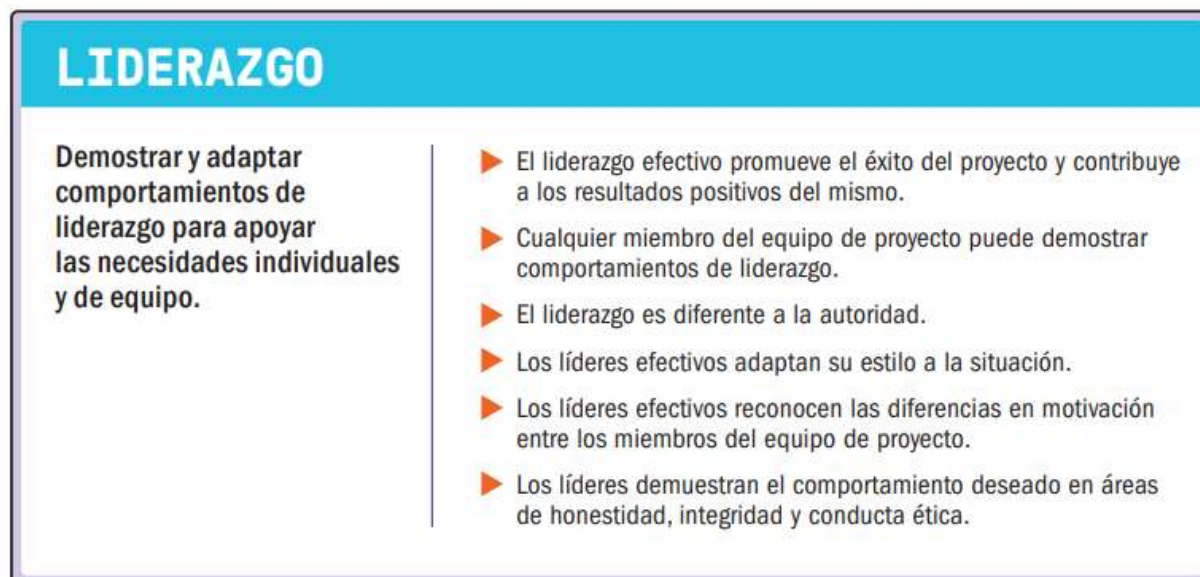 LIDERAZGO
Demostrar y adaptar
comportamientos de
liderazgo para apoyar
las necesidades individuales
y de equipo.
El liderazgo efectivo promueve el éxito del proyecto y contribuye
a los resultados positivos del mismo.
Cualquier miembro del equipo de proyecto puede demostrar
comportamientos de liderazgo.
El liderazgo es diferente a la autoridad.
Los líderes efectivos adaptan su estilo a la situación.
Los líderes efectivos reconocen las diferencias en motivación
entre los miembros del equipo de proyecto.
Los líderes demuestran el comportamiento deseado en áreas
de honestidad, integridad y conducta ética.